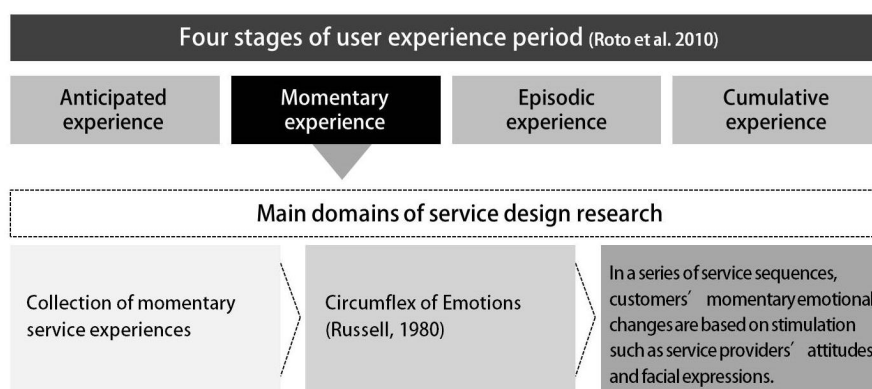 Four stages of user experience period (Roto et al. 2010)
Anticipated
experience
Momentary
experience
Episodic
experience
Cumulative
experience
Main domains of service design research
Collection of momentary
service experiences
Circumflex of Emotions
(Russell, 1980)
In a series of service sequences,
customers′ momentary emotional
changes are based on stimulation
such as service providers′ attitudes
and facial expressions.